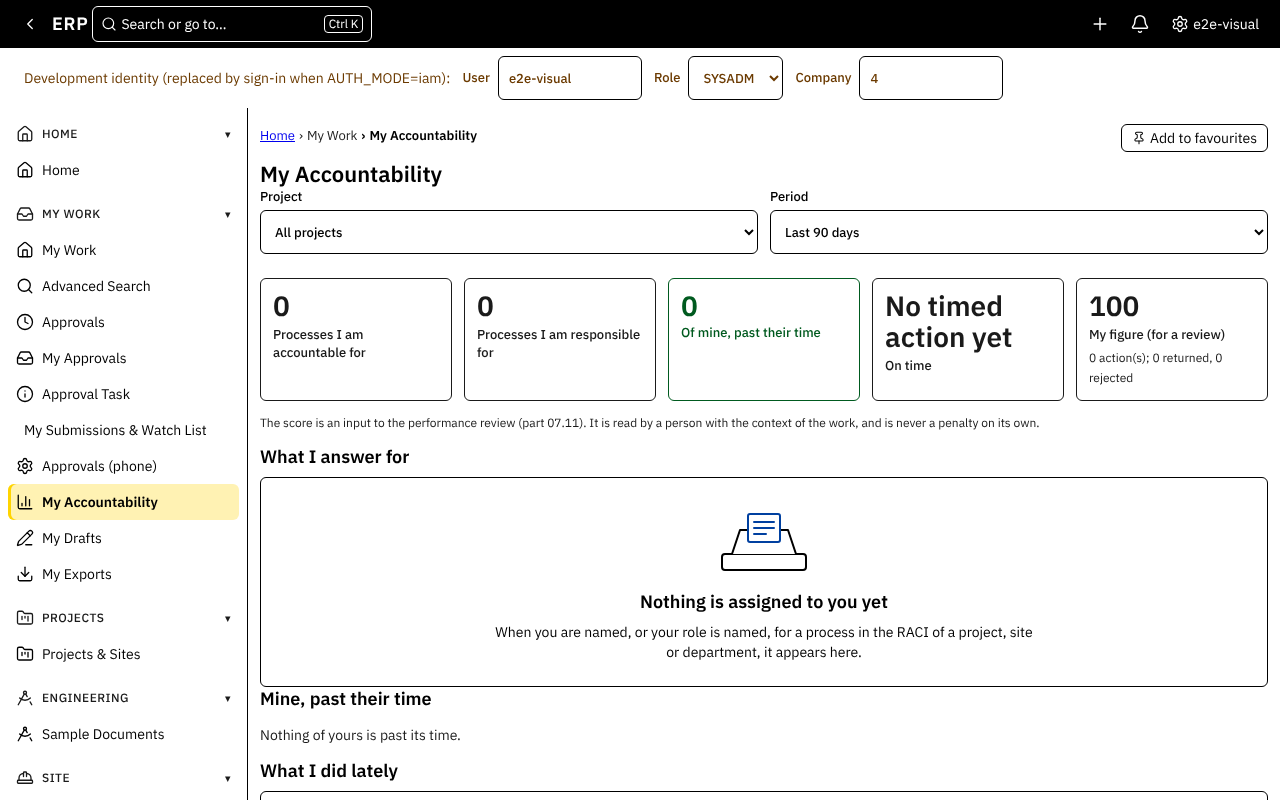 ERP
Search or go to...
Ctrl K
e2e-visual
Development identity (replaced by sign-in when AUTH_MODE=iam):
User
e2e-visual
Role
SYSADM
Company
4
HOME
Home
MY WORK
My Work
Advanced Search
Approvals
My Approvals
Approval Task
My Submissions & Watch List
Approvals (phone)
My Accountability
My Drafts
My Exports
PROJECTS
Projects & Sites
ENGINEERING
Sample Documents
SITE
Home › My Work › My Accountability
Add to favourites
My Accountability
Project
All projects
Period
Last 90 days
0
Processes I am
accountable for
0
Processes I am responsible
for
0
Of mine, past their time
No timed
action yet
On time
100
My figure (for a review)
0 action(s); 0 returned, 0
rejected
The score is an input to the performance review (part 07.11). It is read by a person with the context of the work, and is never a penalty on its own.
What I answer for
Nothing is assigned to you yet
When you are named, or your role is named, for a process in the RACI of a project, site
or department, it appears here.
Mine, past their time
Nothing of yours is past its time.
What I did lately